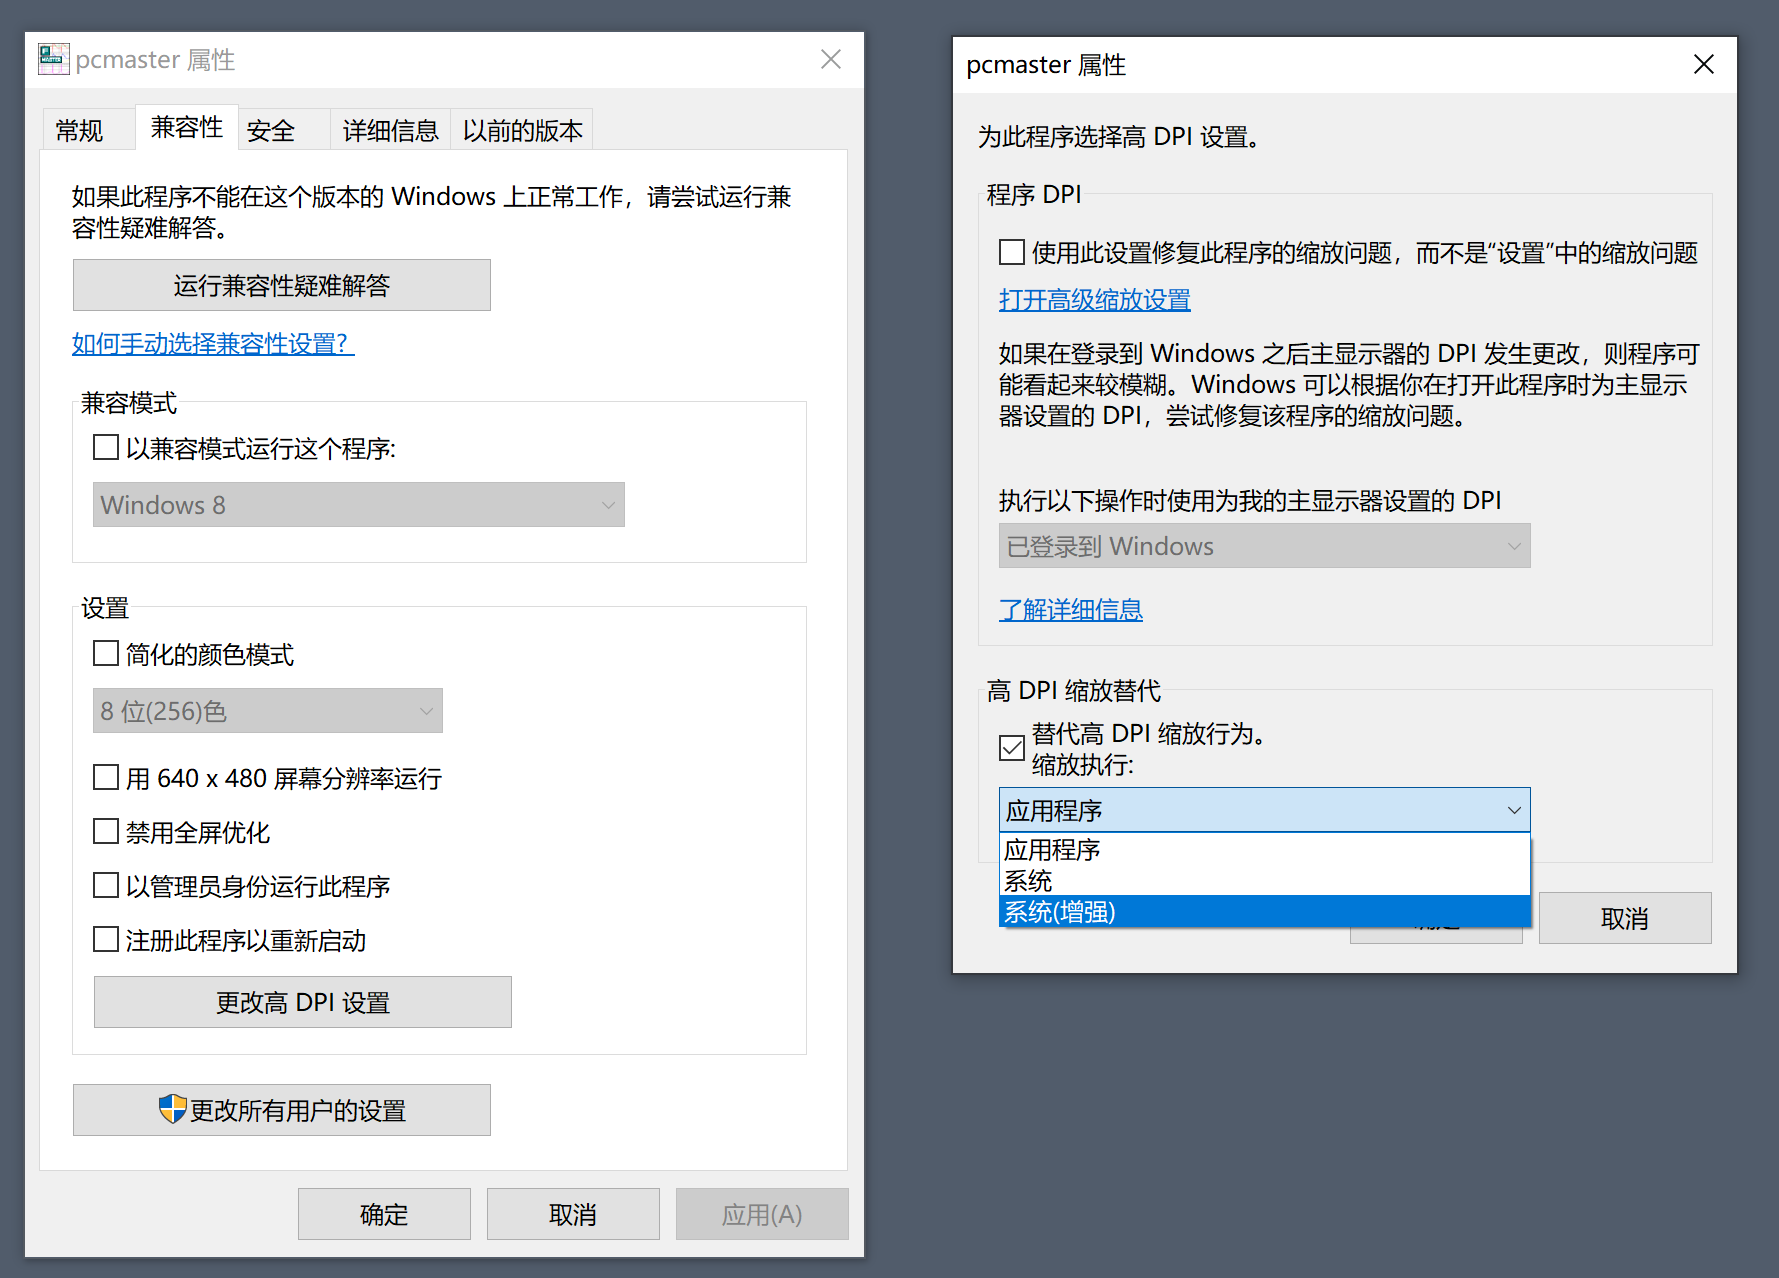 pcmaster 属性
常规
兼容性
安全
详细信息
以前的版本
如果此程序不能在这个版本的 Windows 上正常工作，请尝试运行兼
容性疑难解答。
运行兼容性疑难解答
如何手动选择兼容性设置?
兼容模式
以兼容模式运行这个程序:
Windows 8
设置
简化的颜色模式
8 位(256)色
用 640 x 480 屏幕分辨率运行
禁用全屏优化
以管理员身份运行此程序
注册此程序以重新启动
更改高 DPI 设置
更改所有用户的设置
确定
取消
应用(A)
pcmaster 属性
为此程序选择高 DPI 设置。
程序 DPI
使用此设置修复此程序的缩放问题，而不是“设置”中的缩放问题
打开高级缩放设置
如果在登录到 Windows 之后主显示器的 DPI 发生更改，则程序可
能看起来较模糊。Windows 可以根据你在打开此程序时为主显示
器设置的 DPI，尝试修复该程序的缩放问题。
执行以下操作时使用为我的主显示器设置的 DPI
已登录到 Windows
了解详细信息
高 DPI 缩放替代
替代高 DPI 缩放行为。
缩放执行:
应用程序
应用程序
系统
系统(增强)
取消